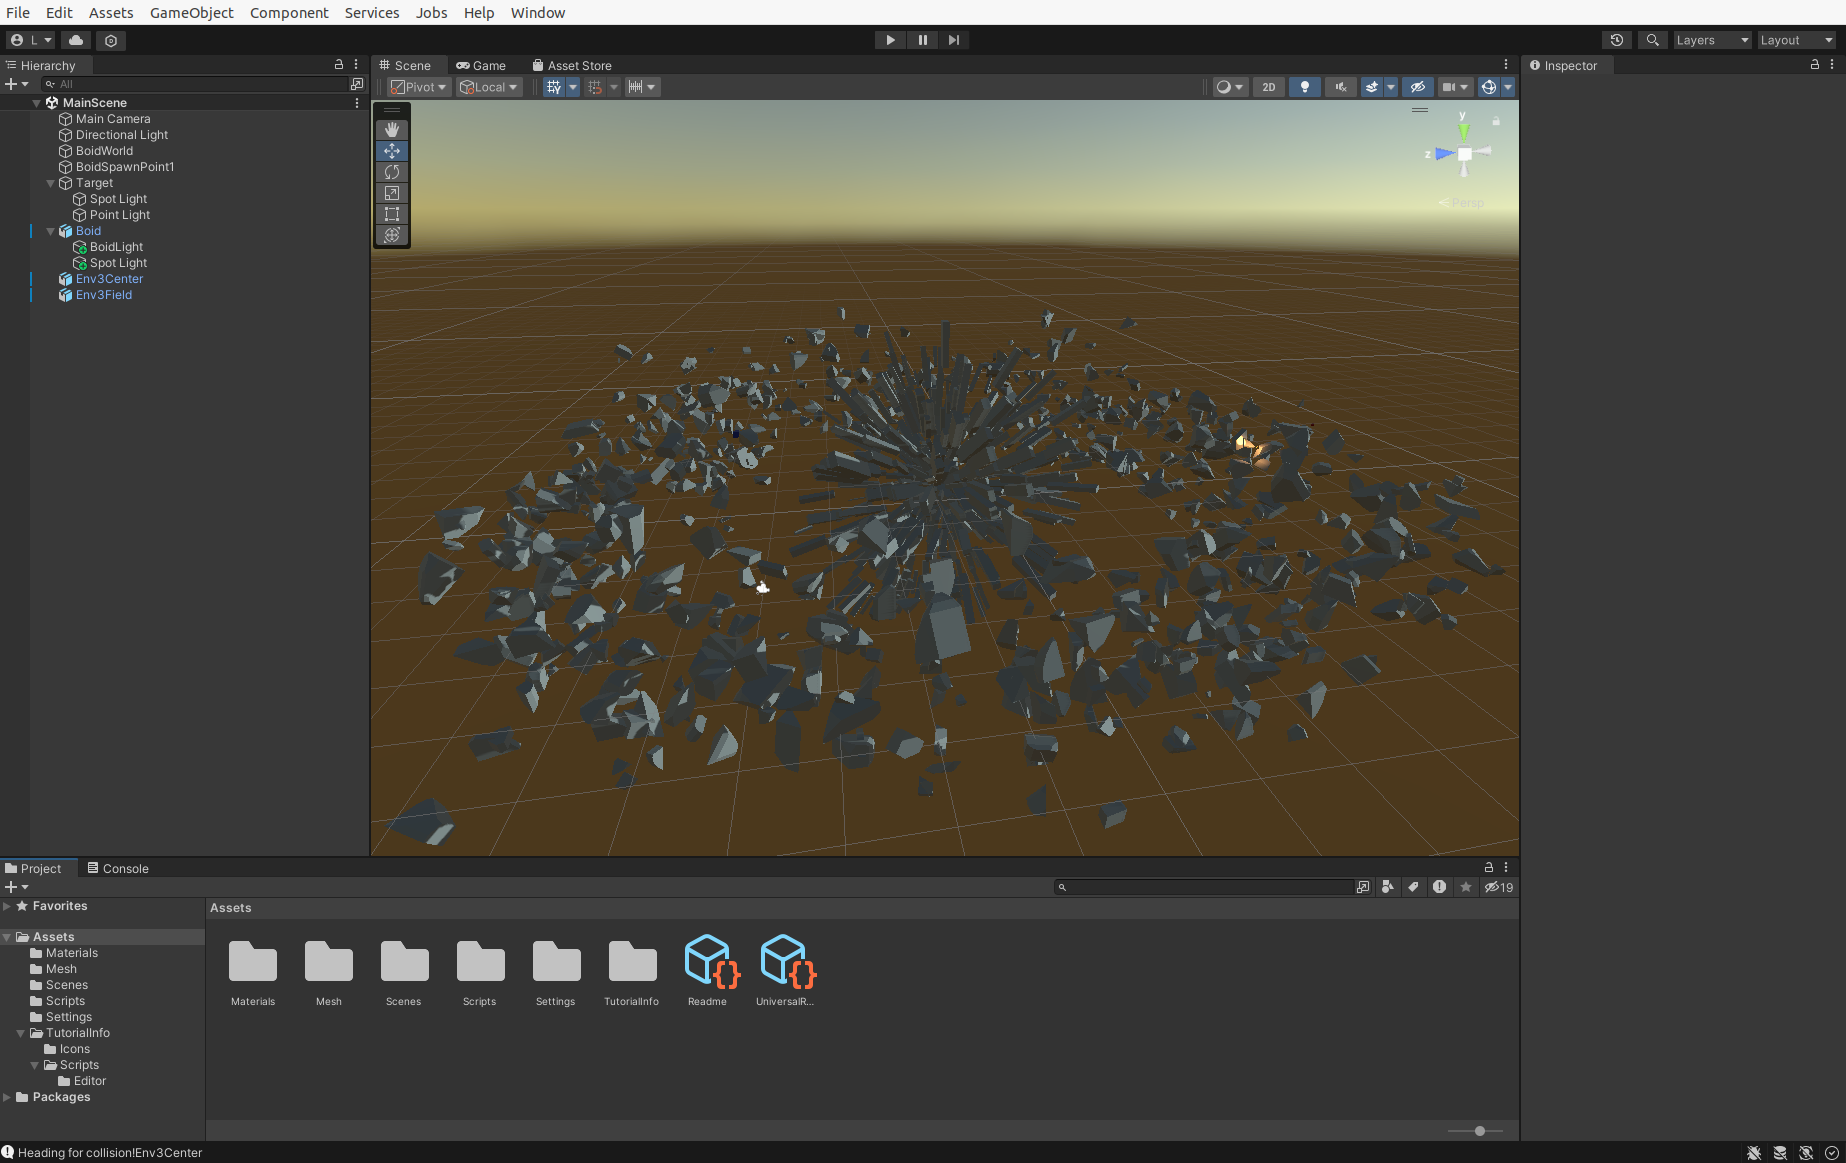 File Edit Assets GameObject Component Services Jobs Help Window
L Layers Layout
Hierarchy
Scene Game Asset Store
Inspector
All
Pivot Local 2D
MainScene
Main Camera
Directional Light
BoidWorld
BoidSpawnPoint1
Target
Spot Light
Point Light
Boid
BoidLight
Spot Light
Env3Center
Env3Field
y
z
Persp
Project Console
19
Favorites
Assets
Assets
Materials
Mesh
Scenes
Scripts
Settings
TutorialInfo
Icons
Scripts
Editor
Packages
Materials Mesh Scenes Scripts Settings TutorialInfo Readme UniversalR...
Heading for collision!Env3Center